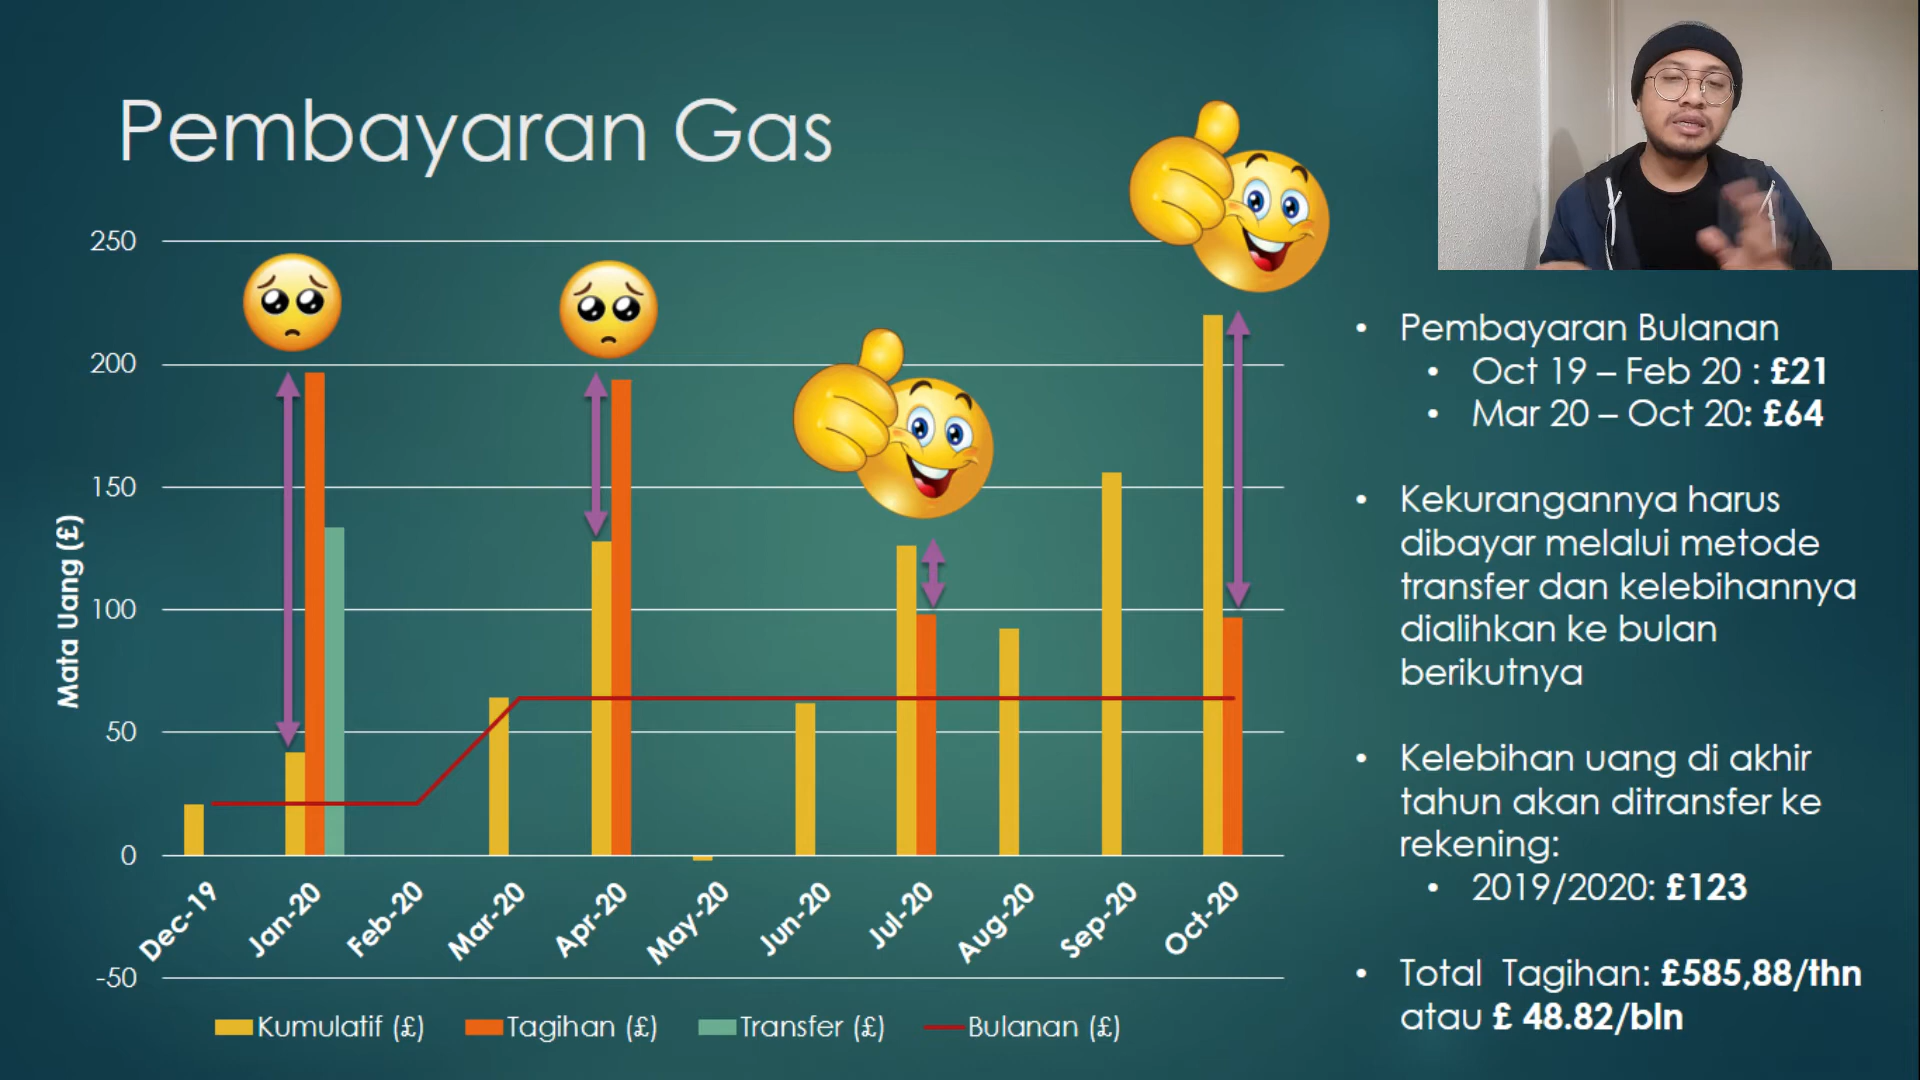 Pembayaran Gas
250
200
150
100
50
0
-50
Mata Uang (£)
Dec-19
Jan-20
Feb-20
Mar-20
Apr-20
May-20
Jun-20
Jul-20
Aug-20
Sep-20
Oct-20
Kumulatif (£)
Tagihan (£)
Transfer (£)
Bulanan (£)
• Pembayaran Bulanan
• Oct 19 – Feb 20 : £21
• Mar 20 – Oct 20: £64
• Kekurangannya harus
dibayar melalui metode
transfer dan kelebihannya
dialihkan ke bulan
berikutnya
• Kelebihan uang di akhir
tahun akan ditransfer ke
rekening:
• 2019/2020: £123
• Total Tagihan: £585,88/thn
atau £ 48.82/bln